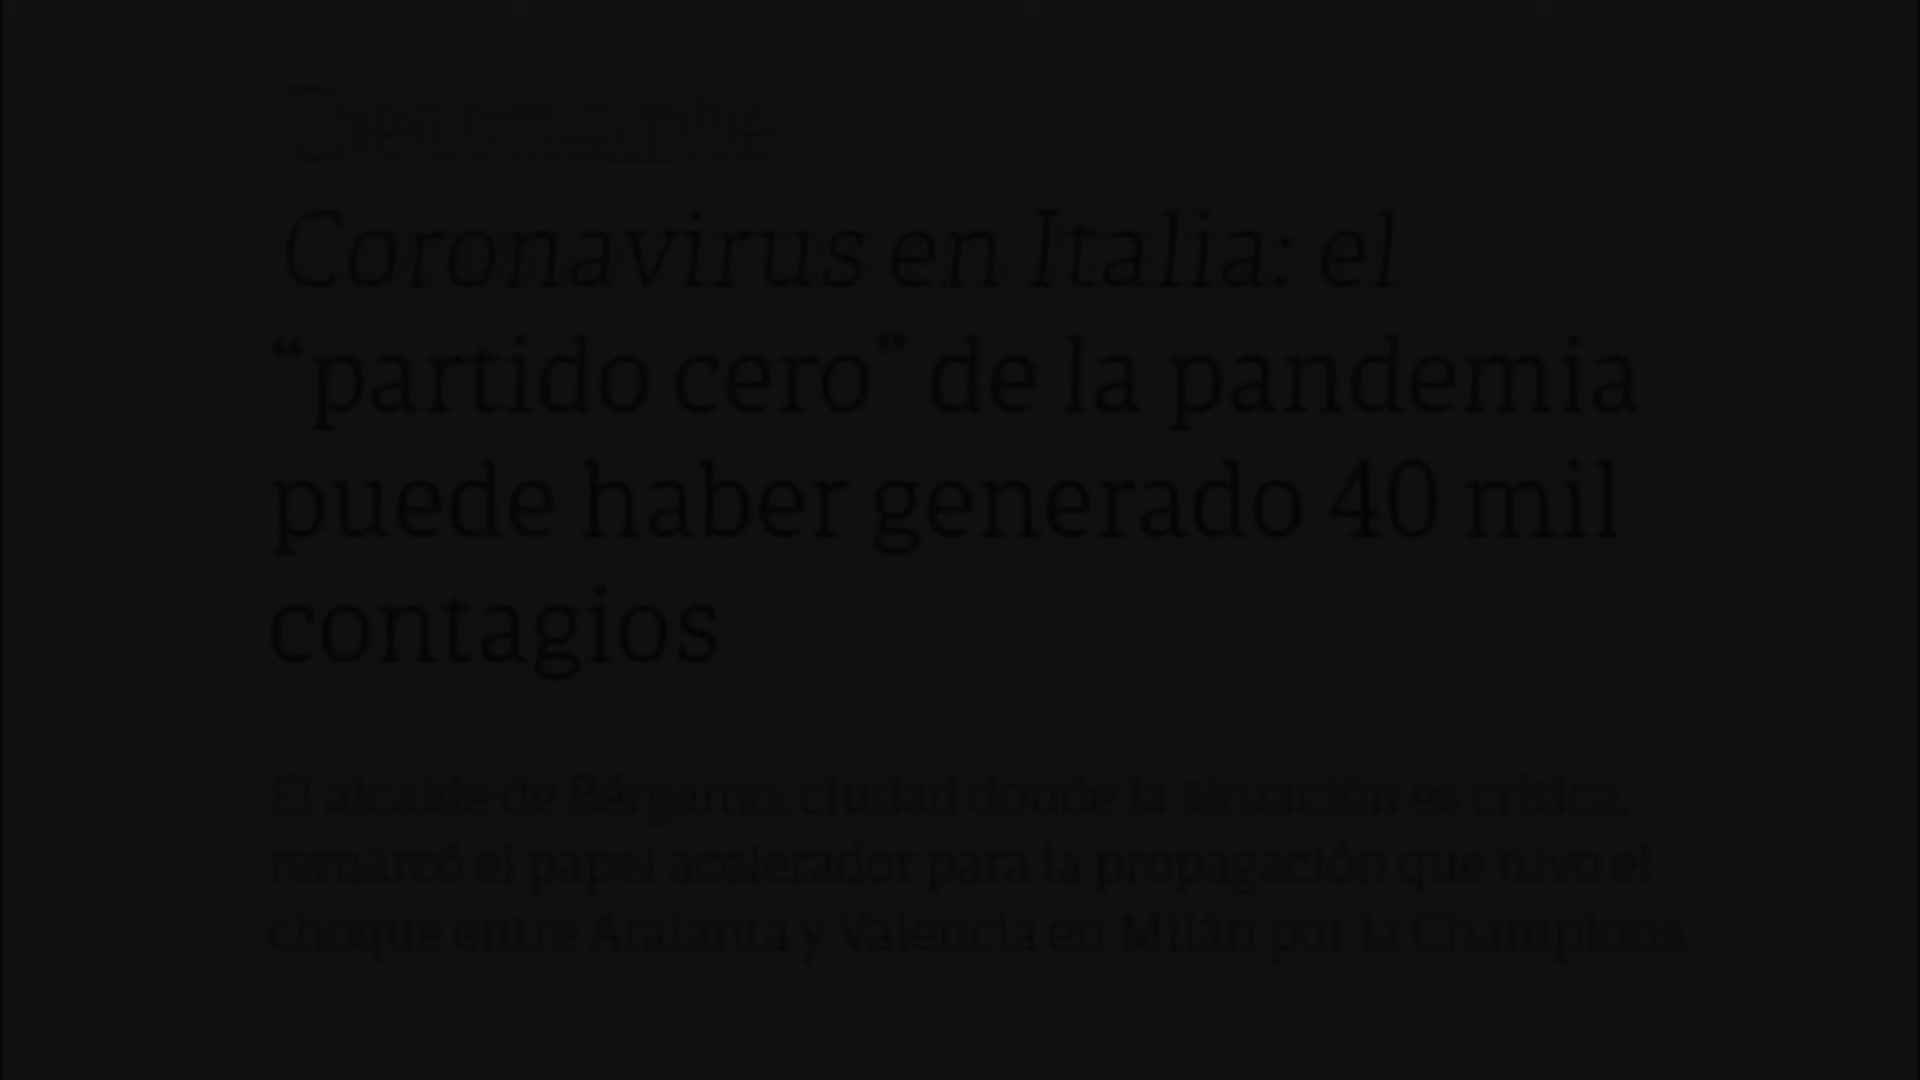 Coronavirus en Italia: el
“partido cero” de la pandemia
puede haber generado 40 mil
contagios
El alcalde de Bérgamo, ciudad donde la situación es crítica,
remarcó el papel acelerador para la propagación que tuvo el
choque entre Atalanta y Valencia en Milán por la Champions.